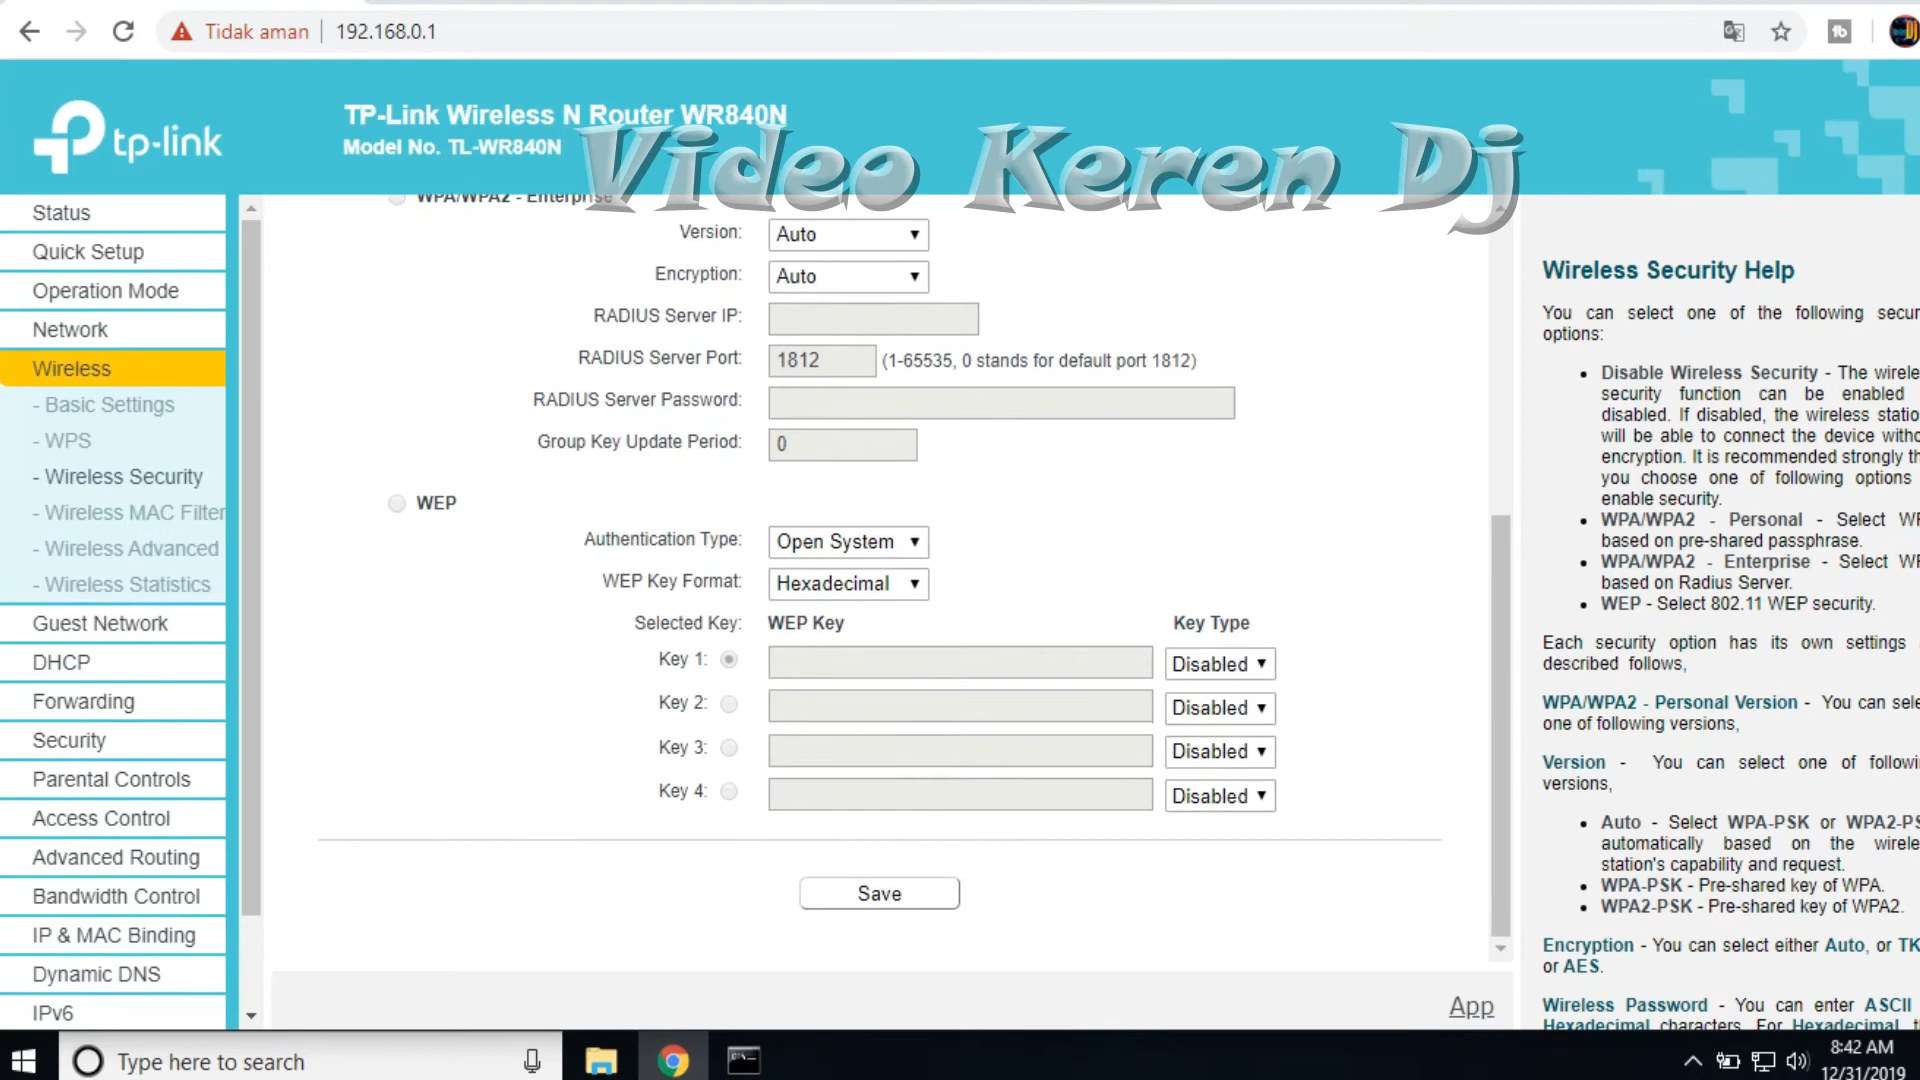 Tidak aman
192.168.0.1
tb
Dj
tp-link
TP-Link Wireless N Router WR840N
Model No. TL-WR840N
Video Keren Dj
Status
Quick Setup
Operation Mode
Network
Wireless
- Basic Settings
- WPS
- Wireless Security
- Wireless MAC Filter
- Wireless Advanced
- Wireless Statistics
Guest Network
DHCP
Forwarding
Security
Parental Controls
Access Control
Advanced Routing
Bandwidth Control
IP & MAC Binding
Dynamic DNS
IPv6
WPA/WPA2 - Enterprise
Version: Auto
Encryption: Auto
RADIUS Server IP:
RADIUS Server Port: 1812 (1-65535, 0 stands for default port 1812)
RADIUS Server Password:
Group Key Update Period: 0
WEP
Authentication Type: Open System
WEP Key Format: Hexadecimal
Selected Key: WEP Key Key Type
Key 1: Disabled
Key 2: Disabled
Key 3: Disabled
Key 4: Disabled
Save
App
Wireless Security Help
You can select one of the following secur
options:
Disable Wireless Security - The wirele
security function can be enabled
disabled. If disabled, the wireless statio
will be able to connect the device witho
encryption. It is recommended strongly th
you choose one of following options
enable security.
WPA/WPA2 - Personal - Select WP
based on pre-shared passphrase.
WPA/WPA2 - Enterprise - Select WP
based on Radius Server.
WEP - Select 802.11 WEP security.
Each security option has its own settings
described follows,
WPA/WPA2 - Personal Version - You can sele
one of following versions,
Version - You can select one of followi
versions,
Auto - Select WPA-PSK or WPA2-PS
automatically based on the wirele
station's capability and request.
WPA-PSK - Pre-shared key of WPA.
WPA2-PSK - Pre-shared key of WPA2.
Encryption - You can select either Auto, or TK
or AES.
Wireless Password - You can enter ASCII
Hexadecimal characters. For Hexadecimal,
Type here to search
8:42 AM
12/31/2019